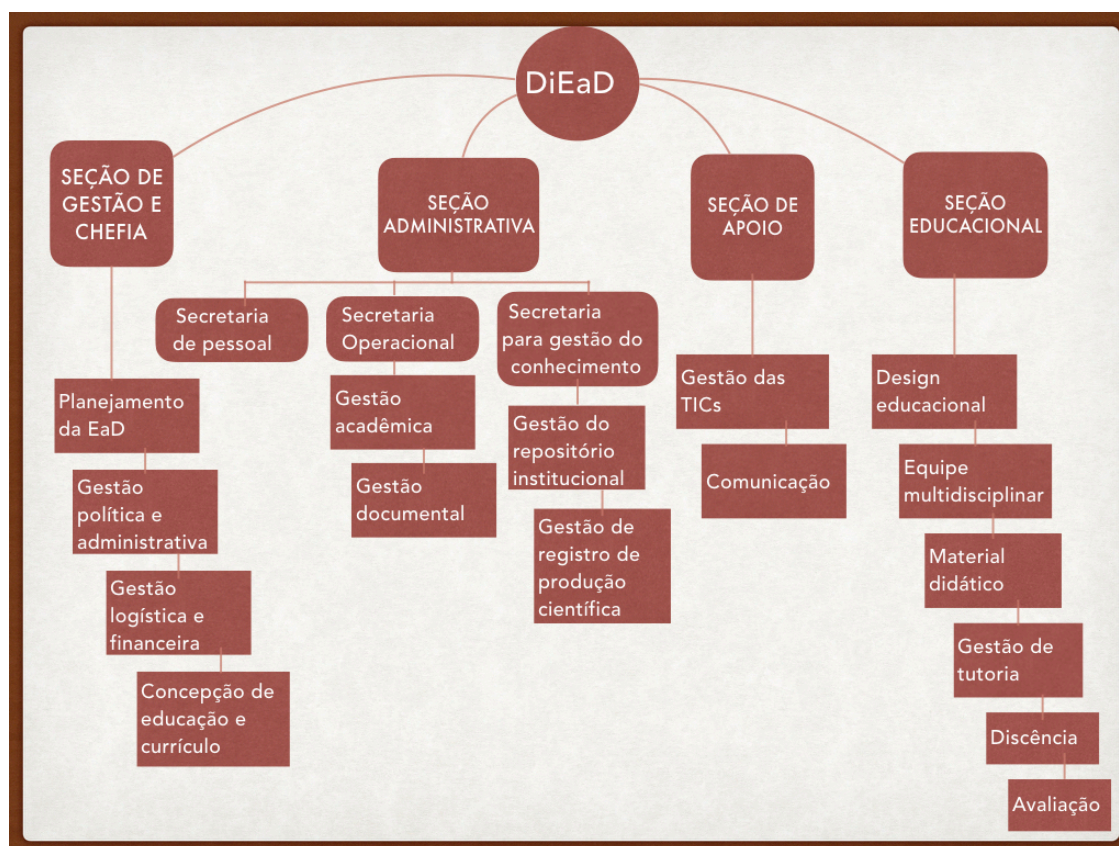 DiEaD
SEÇÃO DE
GESTÃO E
CHEFIA
Planejamento
da EaD
Gestão
política e
administrativa
Gestão
logística e
financeira
Concepção de
educação e
currículo
SEÇÃO
ADMINISTRATIVA
Secretaria
de pessoal
Secretaria
Operacional
Gestão
acadêmica
Gestão
documental
Secretaria
para gestão do
conhecimento
Gestão do
repositório
institucional
Gestão de
registro de
produção
científica
SEÇÃO DE
APOIO
Gestão das
TICs
Comunicação
SEÇÃO
EDUCACIONAL
Design
educacional
Equipe
multidisciplinar
Material
didático
Gestão de
tutoria
Discência
Avaliação